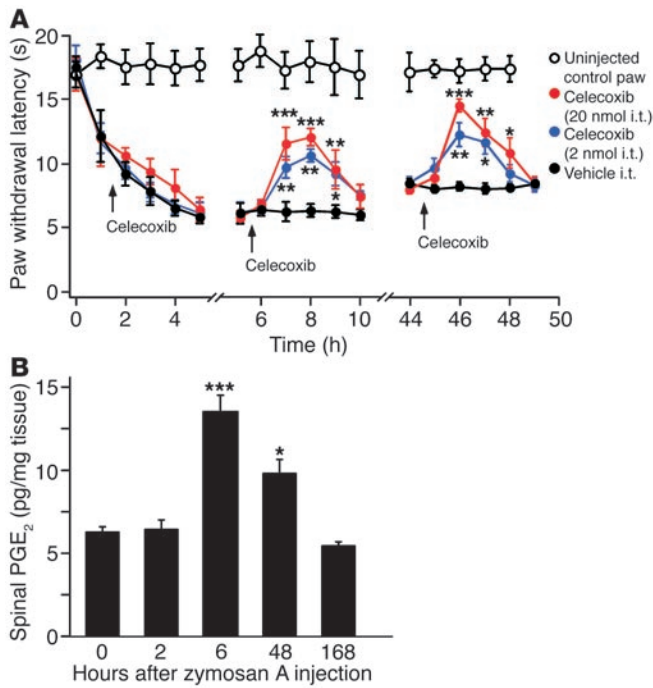 A
Paw withdrawal latency (s)
20
15
10
5
0
Uninjected
control paw
Celecoxib
(20 nmol i.t.)
Celecoxib
(2 nmol i.t.)
Vehicle i.t.
***
***
**
**
**
*
***
**
*
**
*
Celecoxib
Celecoxib
Celecoxib
0 2 4 6 8 10 44 46 48 50
Time (h)
B
Spinal PGE2 (pg/mg tissue)
15
10
5
0
***
*
0 2 6 48 168
Hours after zymosan A injection